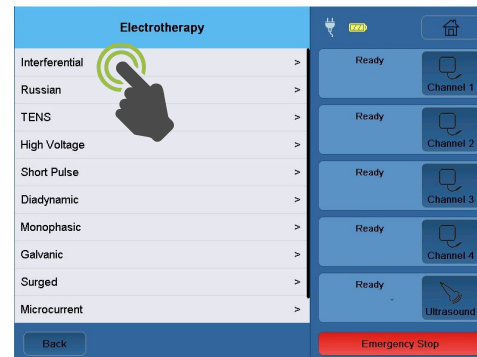 Electrotherapy
Interferential >
Russian >
TENS >
High Voltage >
Short Pulse >
Diadynamic >
Monophasic >
Galvanic >
Surged >
Microcurrent >
Back
Ready
Channel 1
Ready
Channel 2
Ready
Channel 3
Ready
Channel 4
Ready
Ultrasound
Emergency Stop